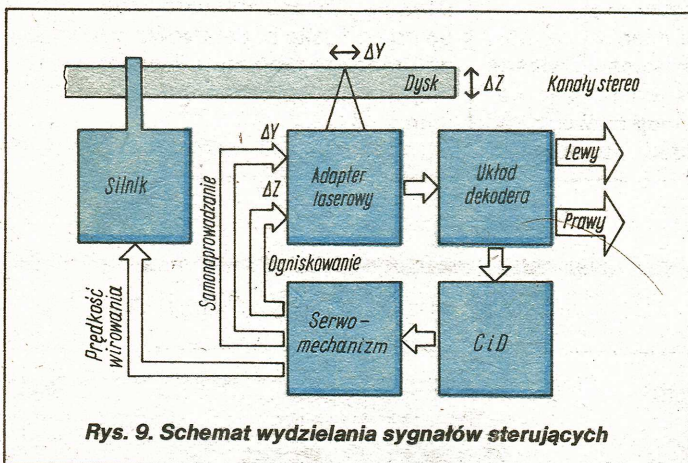 ΔY
Dysk
ΔZ
Kanały stereo
Silnik
ΔY
ΔZ
Adapter
laserowy
Układ
dekodera
Lewy
Prawy
Samonaprowadzanie
Ogniskowanie
Prędkość
wirowania
Serwo-
mechanizm
CiD
Rys. 9. Schemat wydzielania sygnałów sterujących